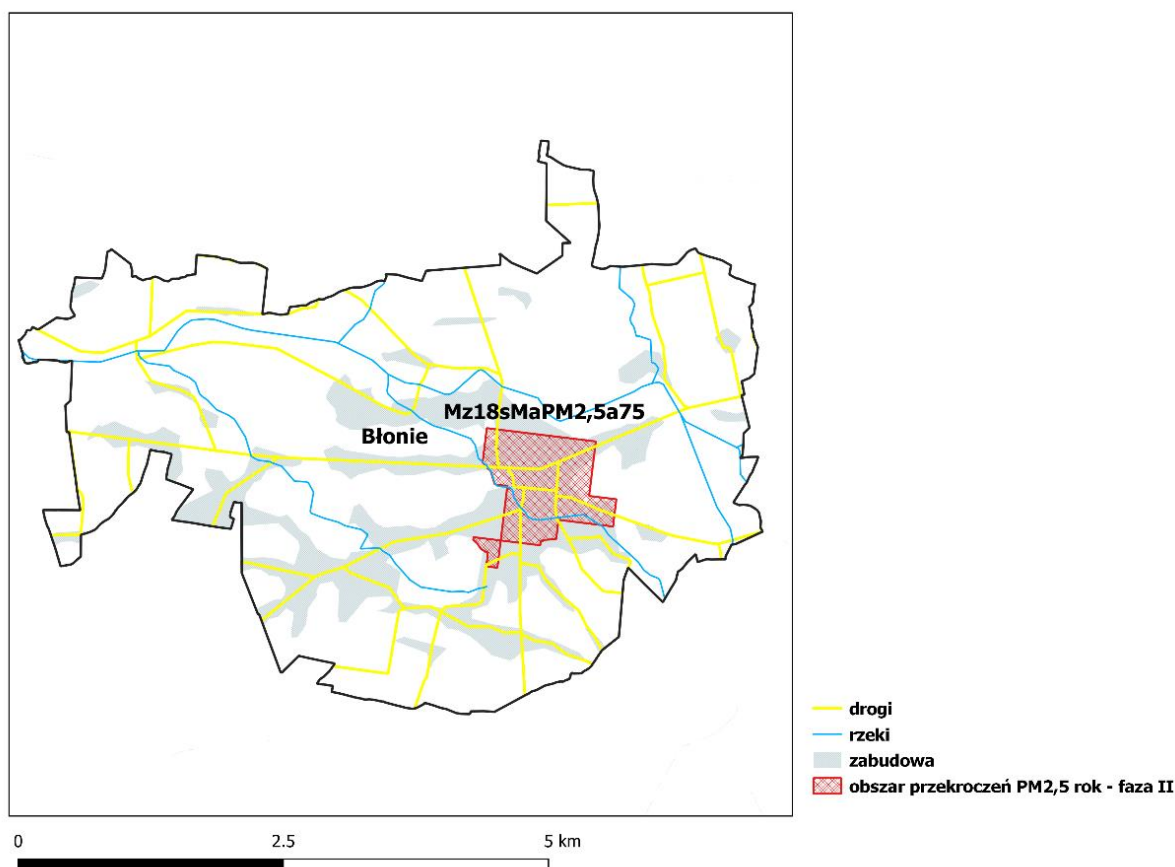 Mz18sMaPM2,5a75
Błonie
drogi
rzeki
zabudowa
obszar przekroczeń PM2,5 rok - faza II
0 2.5 5 km